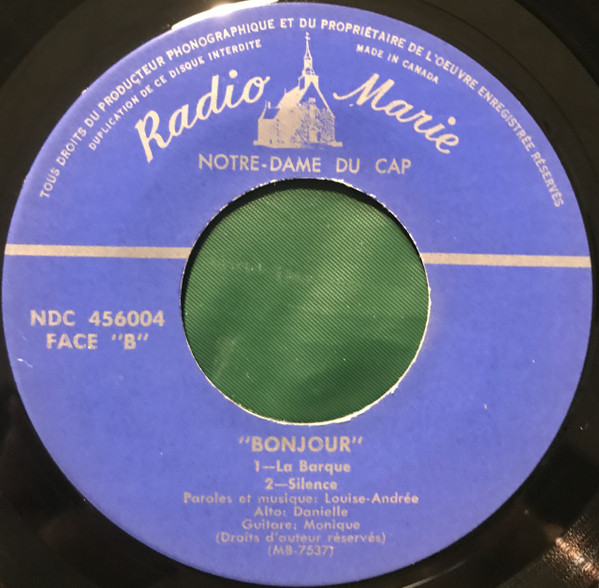 TOUS DROITS DU PRODUCTEUR PHONOGRAPHIQUE ET DU PROPRIÉTAIRE DE L'OEUVRE ENREGISTRÉE RÉSERVÉS
DUPLICATION DE CE DISQUE INTERDITE
MADE IN CANADA
Radio Marie
NOTRE-DAME DU CAP
NDC 456004
FACE "B"
"BONJOUR"
1—La Barque
2—Silence
Paroles et musique: Louise-Andrée
Alto: Danielle
Guitare: Monique
(Droits d'auteur réservés)
(MB-7537)